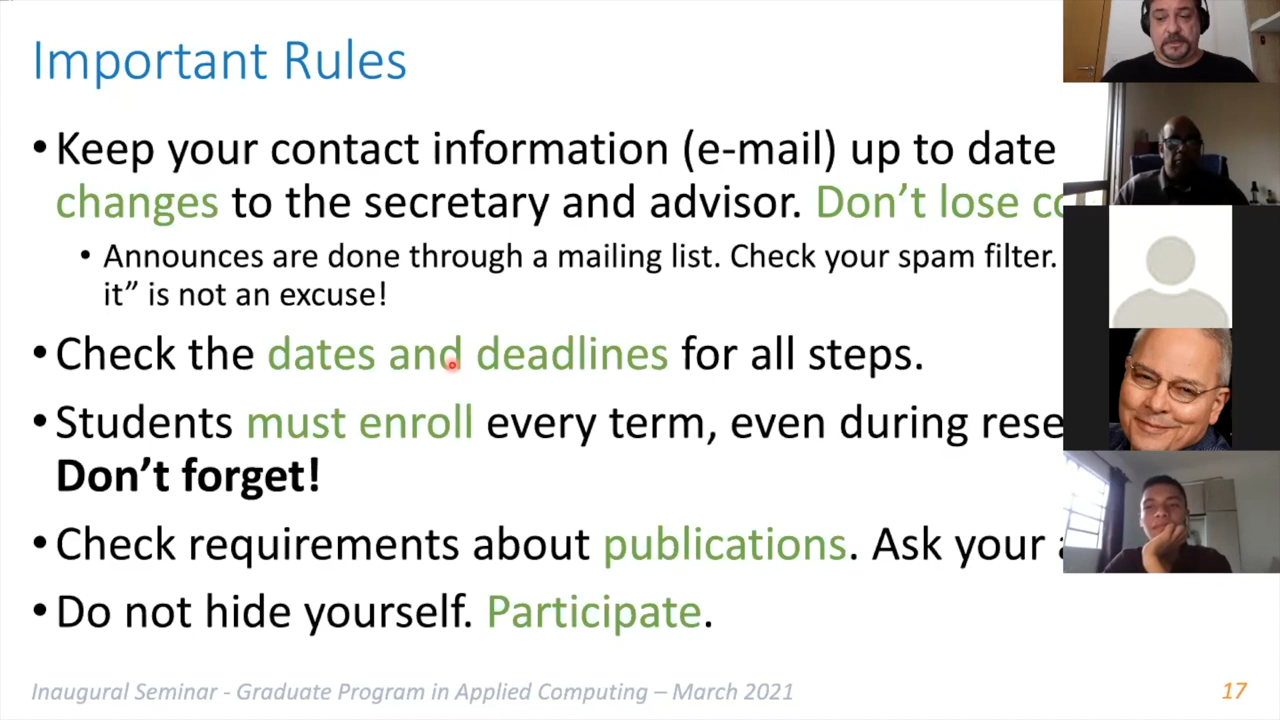 Important Rules
• Keep your contact information (e-mail) up to date
changes to the secretary and advisor. Don’t lose
• Announces are done through a mailing list. Check your spam filter.
it” is not an excuse!
• Check the dates and deadlines for all steps.
• Students must enroll every term, even during
Don’t forget!
• Check requirements about publications. Ask your
• Do not hide yourself. Participate.
Inaugural Seminar - Graduate Program in Applied Computing – March 2021
17